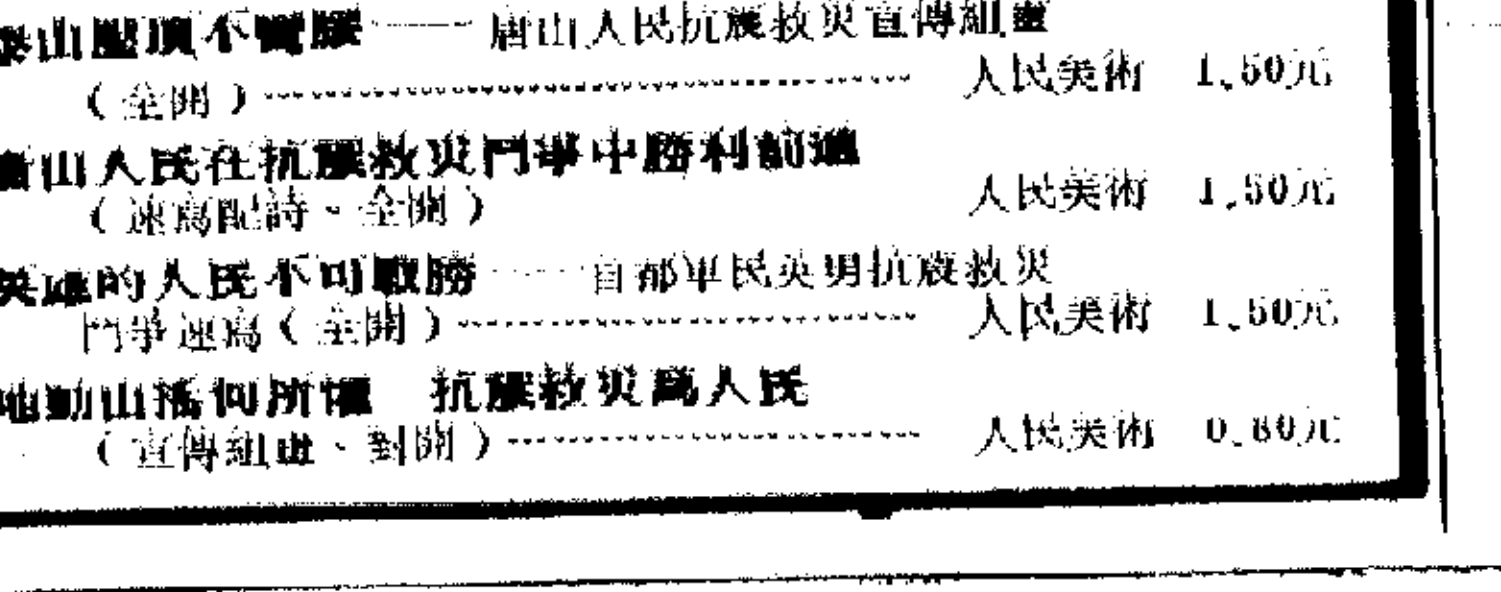 泰山壓頂不彎腰——唐山人民抗震救災宣傳組畫
（全開）………………人民美術 1.50元
唐山人民在抗震救災鬥爭中勝利前進
（速寫配詩、全開） 人民美術 1.50元
英雄的人民不可戰勝——首都軍民英勇抗震救災
鬥爭速寫（全開）………………人民美術 1.50元
地動山搖何所懼 抗震救災爲人民
（宣傳組畫、對開）………………人民美術 0.80元